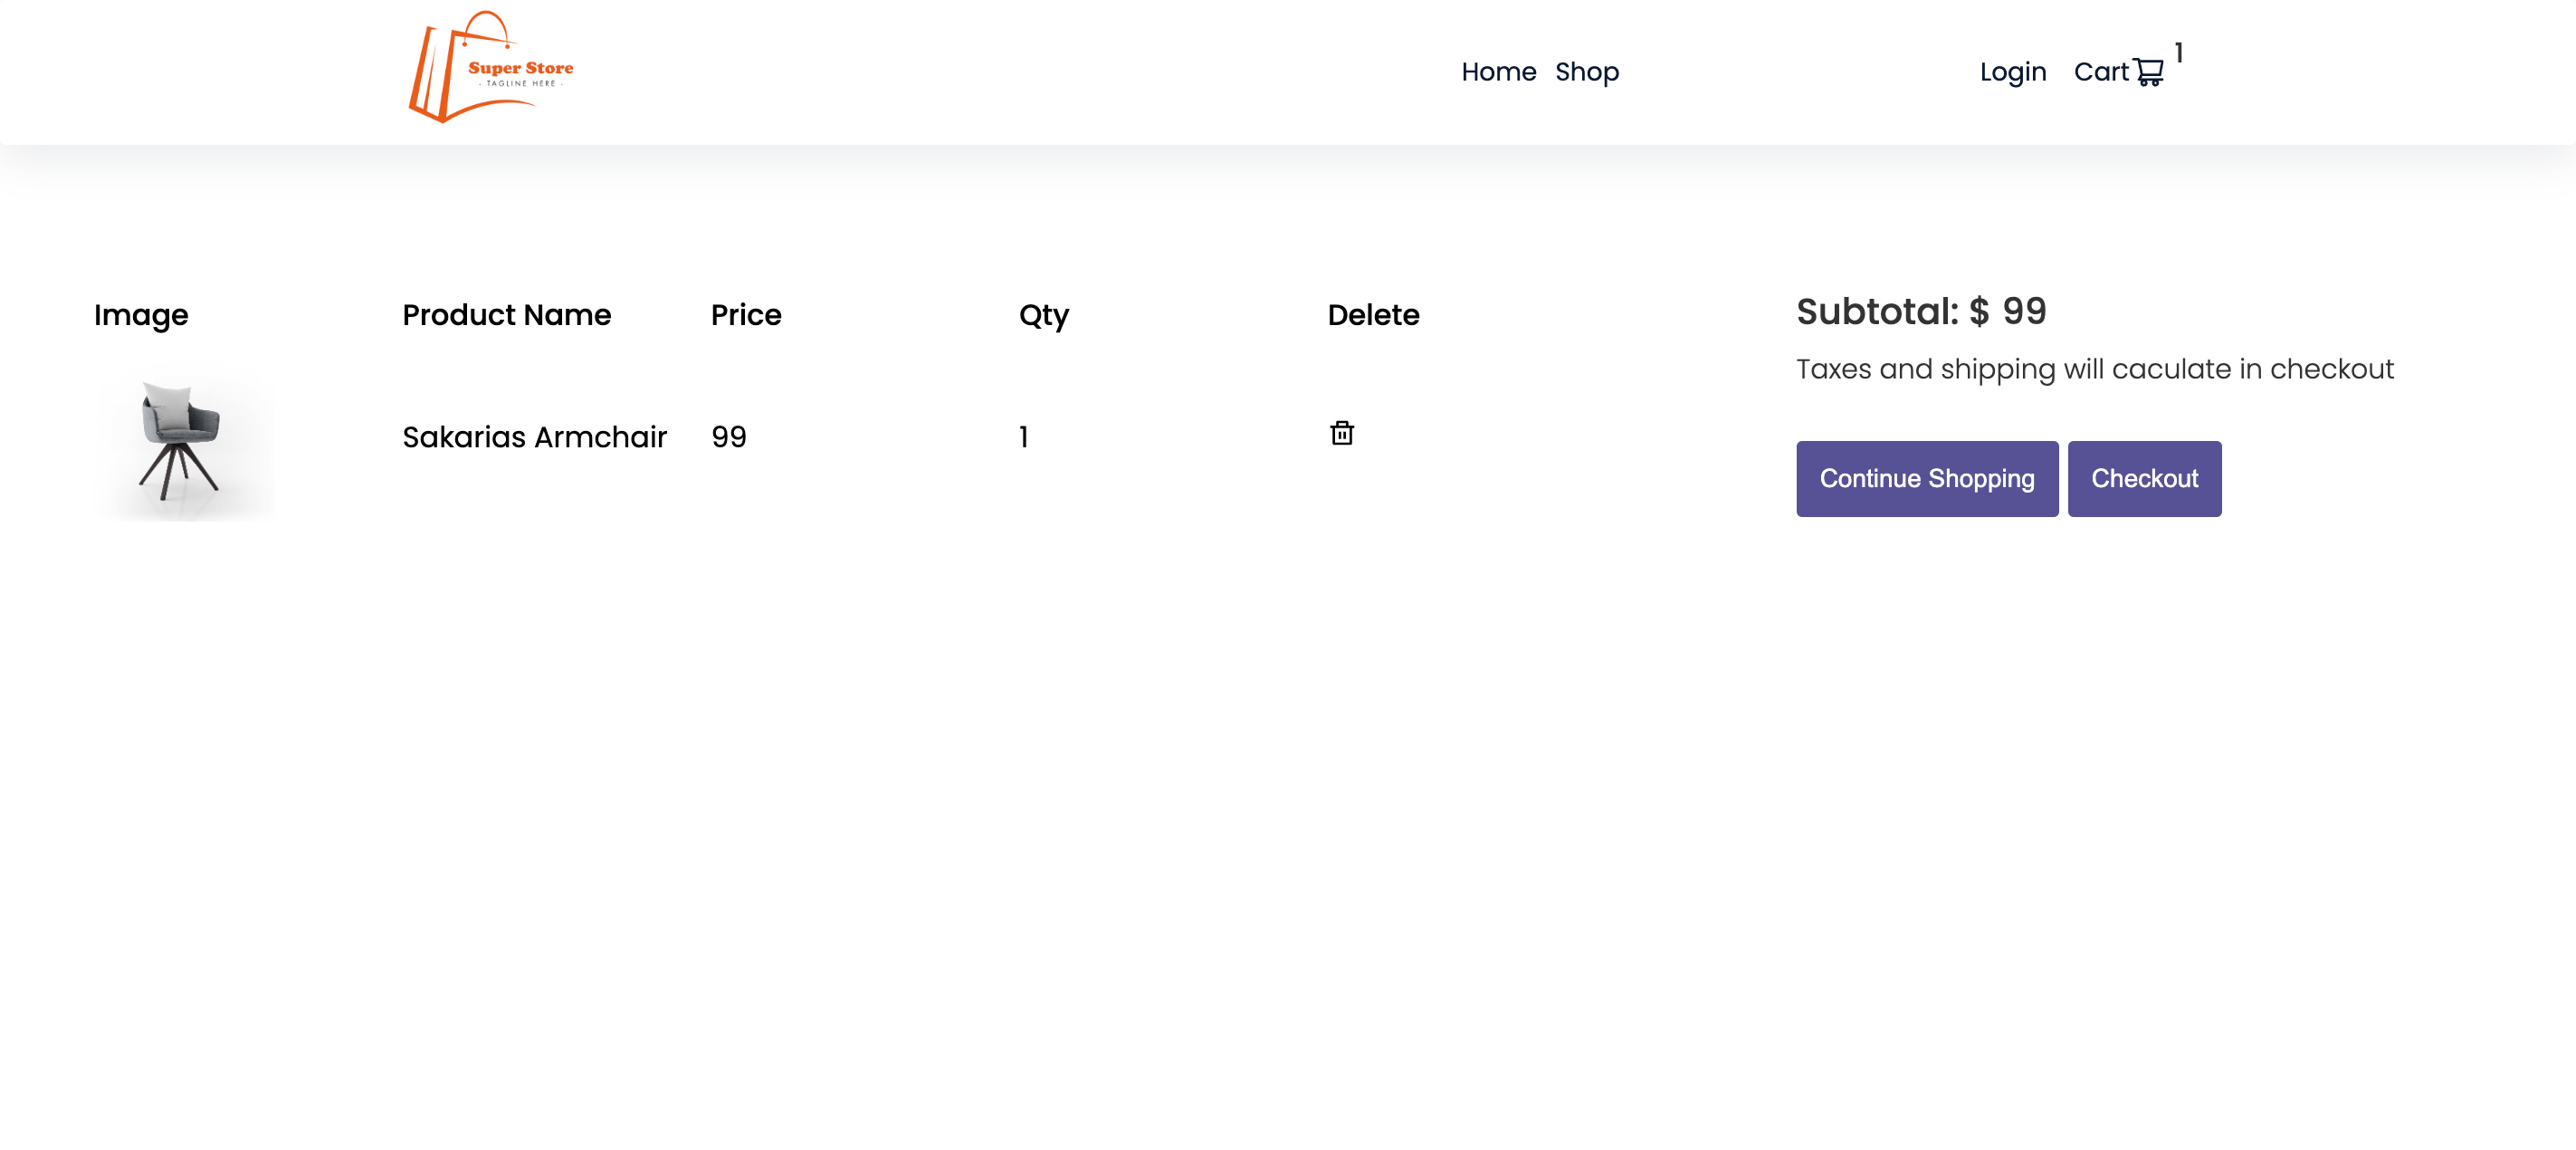 Super Store
- TAGLINE HERE -
Home Shop
Login Cart 1
Image Product Name Price Qty Delete
Sakarias Armchair 99 1
Subtotal: $ 99
Taxes and shipping will caculate in checkout
Continue Shopping Checkout